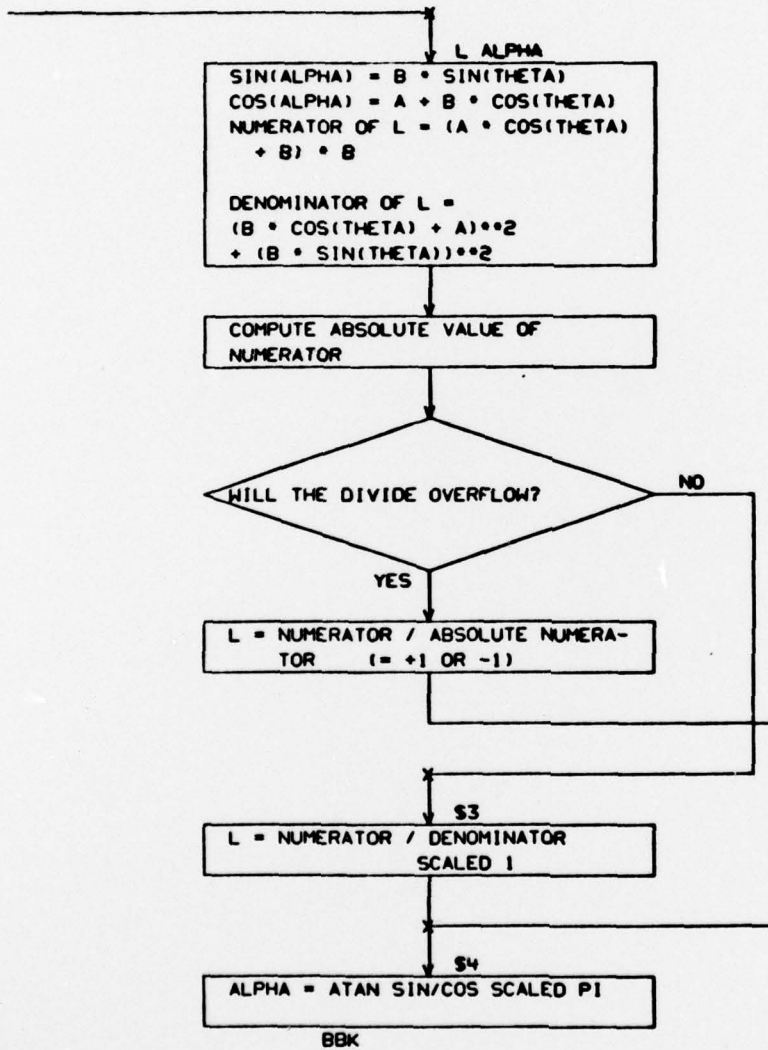 L ALPHA
SIN(ALPHA) = B * SIN(THETA)
COS(ALPHA) = A + B * COS(THETA)
NUMERATOR OF L = (A * COS(THETA)
+ B) * B
DENOMINATOR OF L =
(B * COS(THETA) + A)**2
+ (B * SIN(THETA))**2
COMPUTE ABSOLUTE VALUE OF
NUMERATOR
WILL THE DIVIDE OVERFLOW?
NO
YES
L = NUMERATOR / ABSOLUTE NUMERA-
TOR (= +1 OR -1)
$3
L = NUMERATOR / DENOMINATOR
SCALED 1
$4
ALPHA = ATAN SIN/COS SCALED PI
BBK